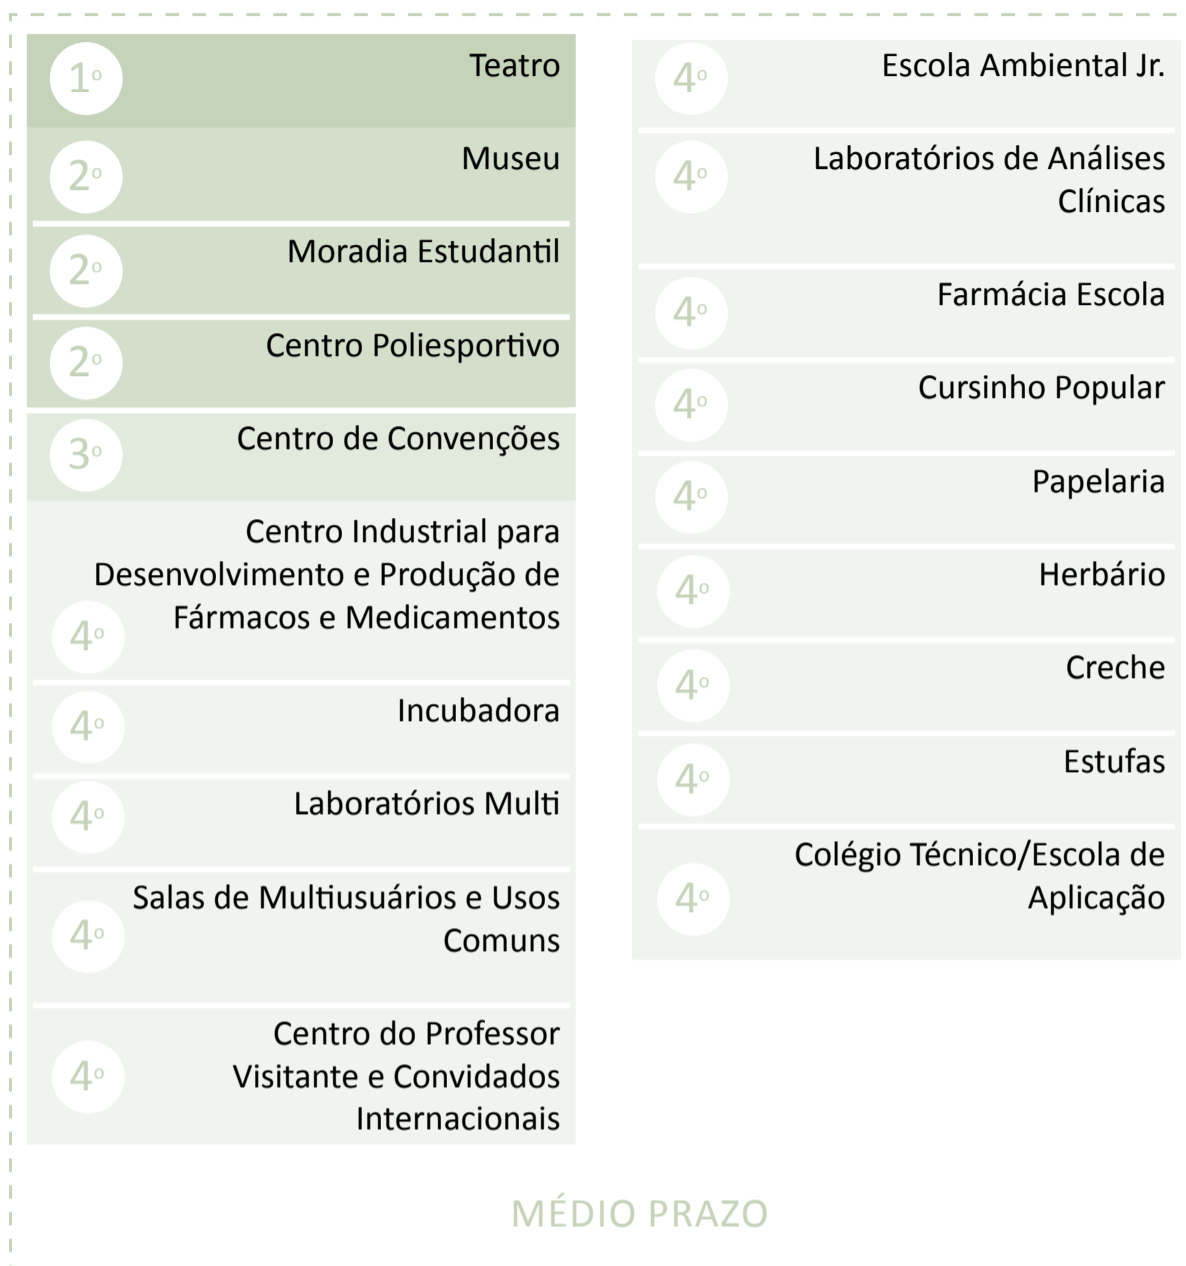 1º
Teatro
2º
Museu
2º
Moradia Estudantil
2º
Centro Poliesportivo
3º
Centro de Convenções
4º
Centro Industrial para
Desenvolvimento e Produção de
Fármacos e Medicamentos
4º
Incubadora
4º
Laboratórios Multi
4º
Salas de Multiusuários e Usos
Comuns
4º
Centro do Professor
Visitante e Convidados
Internacionais
4º
Escola Ambiental Jr.
4º
Laboratórios de Análises
Clínicas
4º
Farmácia Escola
4º
Cursinho Popular
4º
Papelaria
4º
Herbário
4º
Creche
4º
Estufas
4º
Colégio Técnico/Escola de
Aplicação
MÉDIO PRAZO